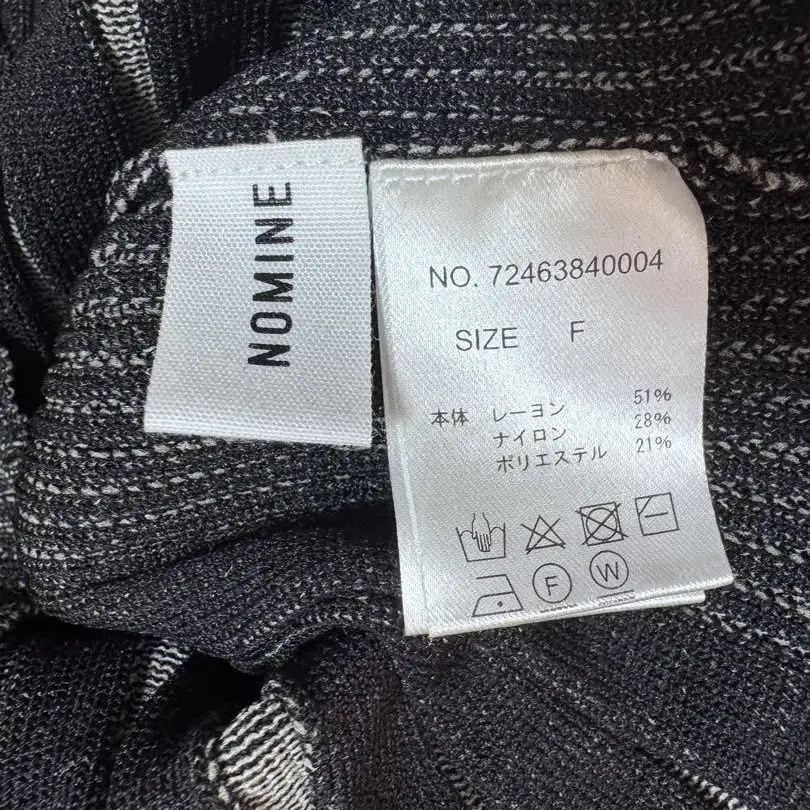 NOMINE
NO. 72463840004
SIZE F
本体 レーヨン 51%
ナイロン 28%
ポリエステル 21%
F W